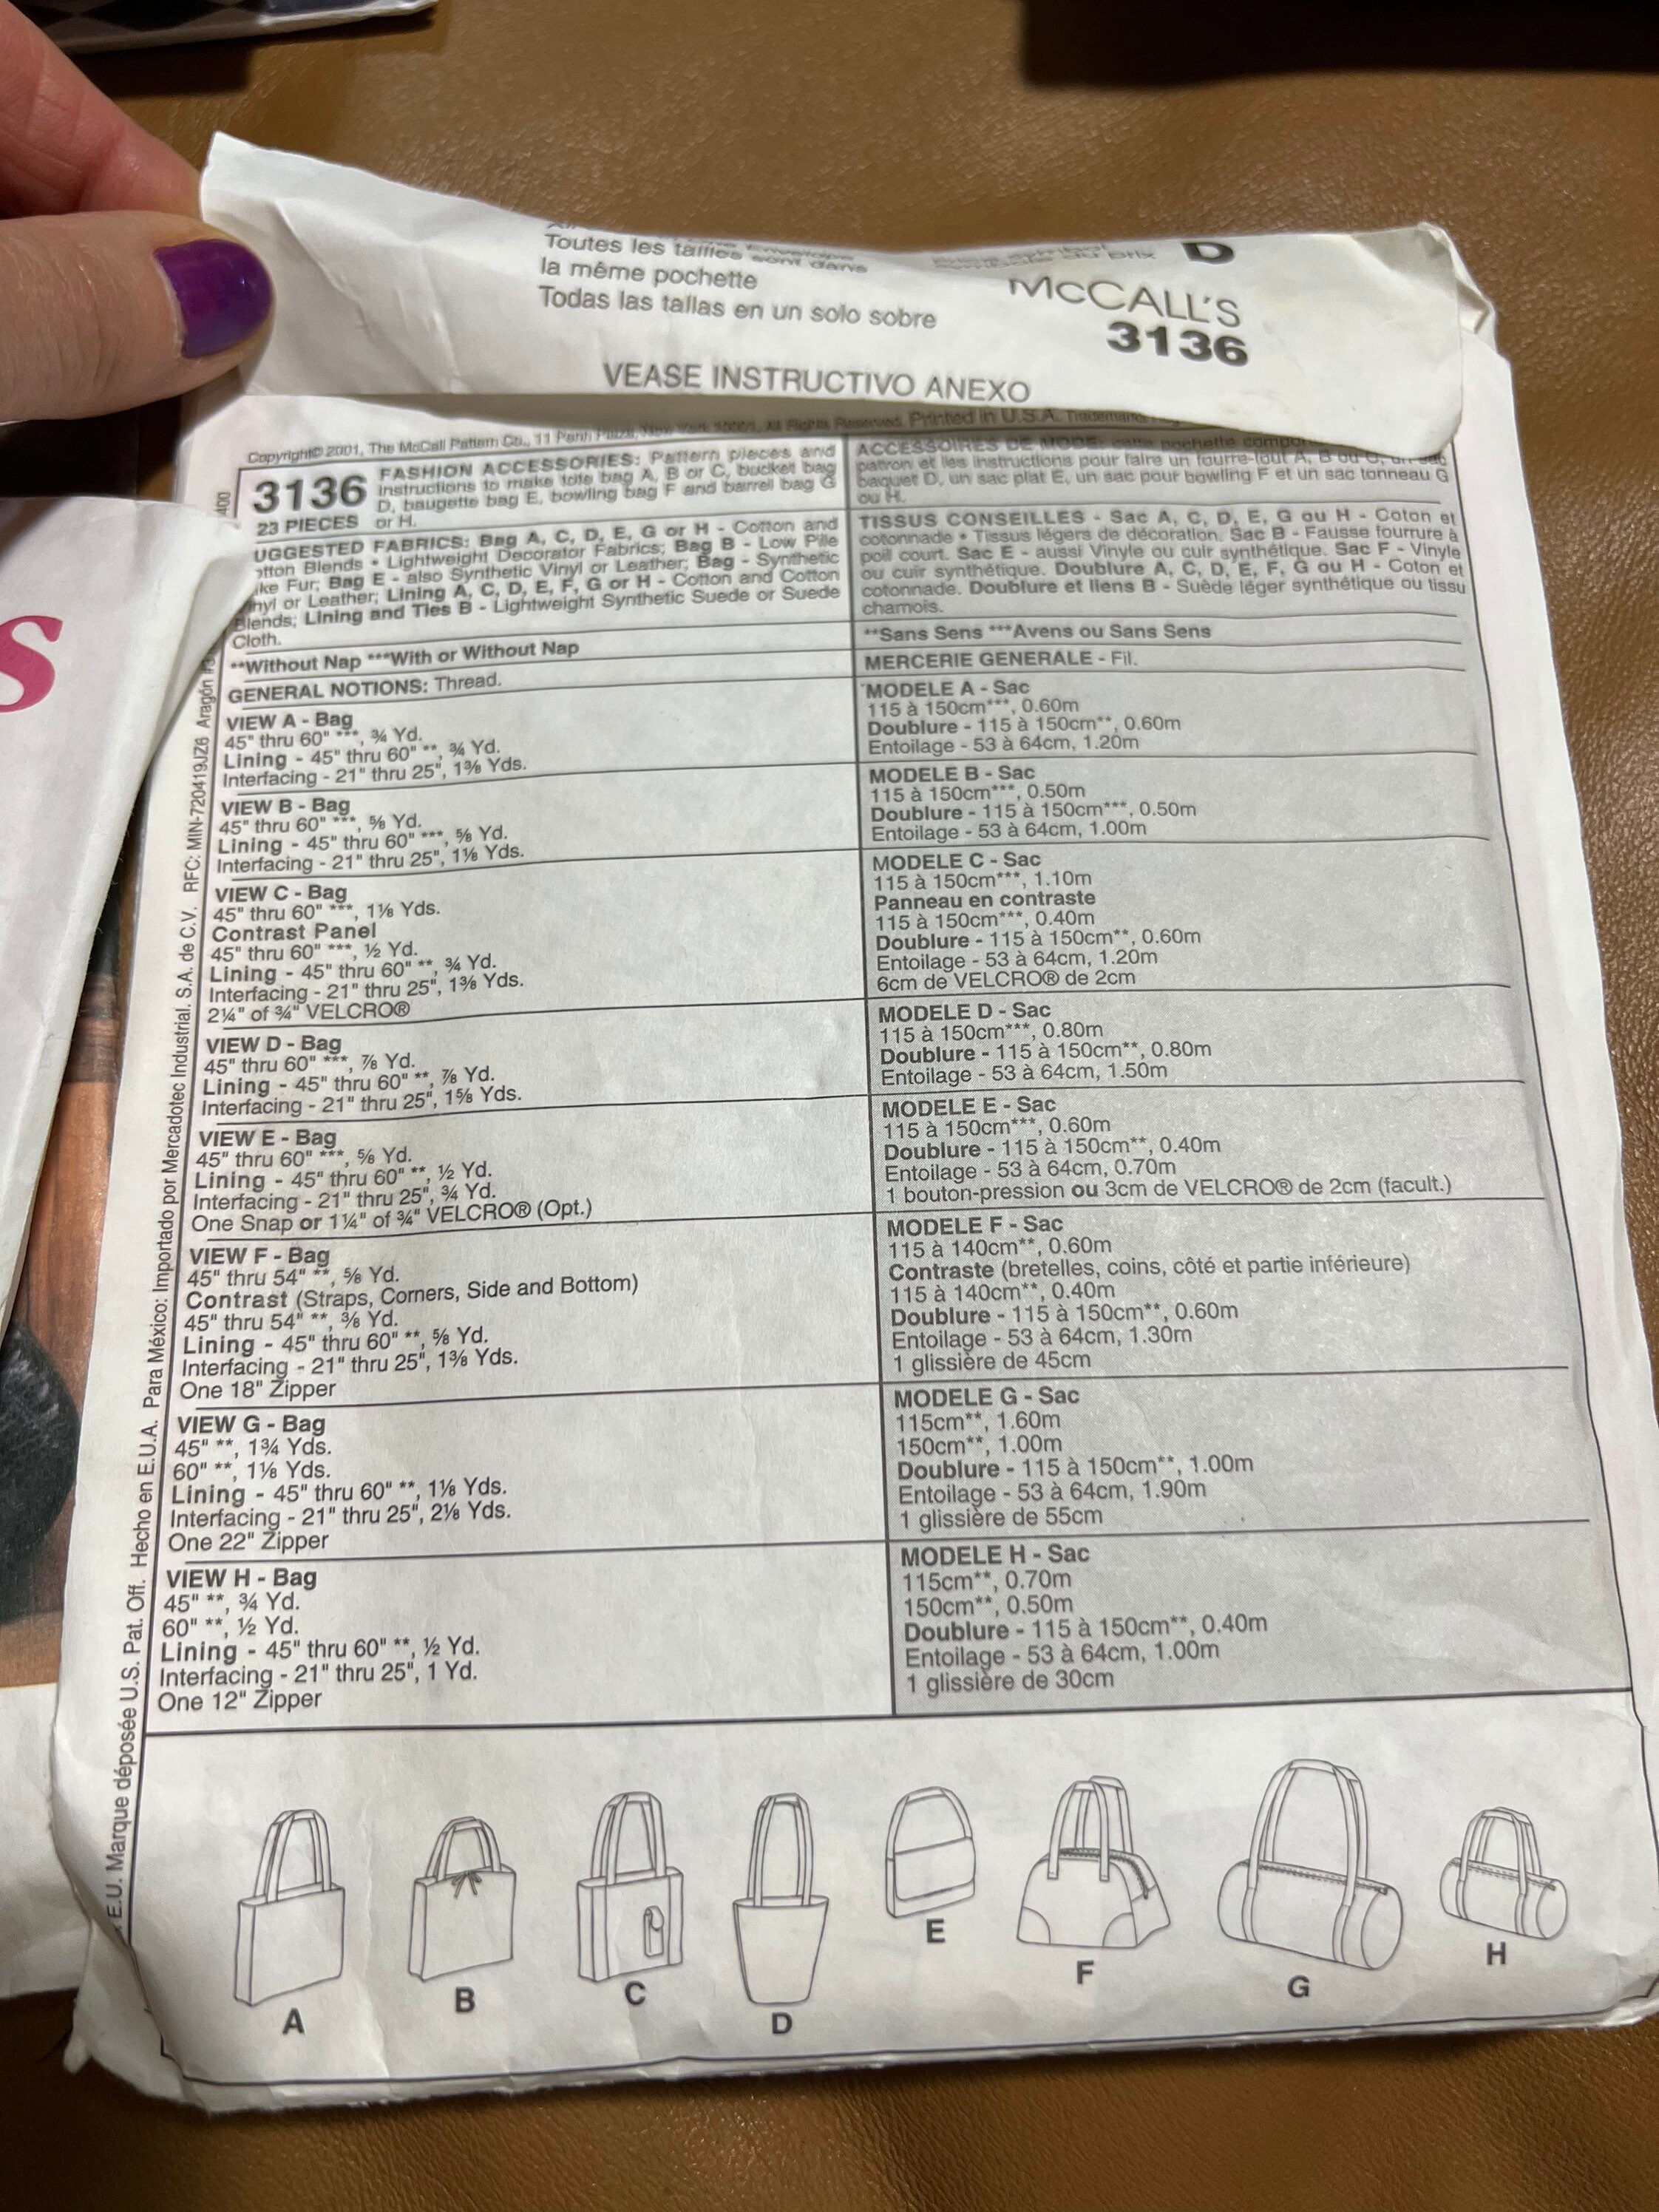 Toutes les tailles sont dans
la même pochette
Todas las tallas en un solo sobre
D
McCALL'S
3136
VEASE INSTRUCTIVO ANEXO
Copyright© 2001, The McCall Pattern Co., 11 Penn Plaza, New York 10001, All Rights Reserved. Printed in U.S.A.
3136
23 PIECES
FASHION ACCESSORIES: Pattern pieces and
instructions to make tote bag A, B or C, bucket bag
D, baugette bag E, bowling bag F and barrel bag G
or H.
UGGESTED FABRICS: Bag A, C, D, E, G or H - Cotton and
otton Blends • Lightweight Decorator Fabrics; Bag B - Low Pile
ke Fur; Bag E - also Synthetic Vinyl or Leather; Bag - Synthetic
nyl or Leather; Lining A, C, D, E, F, G or H - Cotton and Cotton
Blends; Lining and Ties B - Lightweight Synthetic Suede or Suede
Cloth.
**Without Nap ***With or Without Nap
GENERAL NOTIONS: Thread.
VIEW A - Bag
45" thru 60" ***, ¾ Yd.
Lining - 45" thru 60" **, ¾ Yd.
Interfacing - 21" thru 25", 1⅜ Yds.
VIEW B - Bag
45" thru 60" ***, ⅝ Yd.
Lining - 45" thru 60" ***, ⅝ Yd.
Interfacing - 21" thru 25", 1⅛ Yds.
VIEW C - Bag
45" thru 60" ***, 1⅛ Yds.
Contrast Panel
45" thru 60" ***, ½ Yd.
Lining - 45" thru 60" **, ¾ Yd.
Interfacing - 21" thru 25", 1⅜ Yds.
2¼" of ¾" VELCRO®
VIEW D - Bag
45" thru 60" ***, ⅞ Yd.
Lining - 45" thru 60" **, ⅞ Yd.
Interfacing - 21" thru 25", 1⅝ Yds.
VIEW E - Bag
45" thru 60" ***, ⅝ Yd.
Lining - 45" thru 60" **, ½ Yd.
Interfacing - 21" thru 25", ¾ Yd.
One Snap or 1¼" of ¾" VELCRO® (Opt.)
VIEW F - Bag
45" thru 54" **, ⅝ Yd.
Contrast (Straps, Corners, Side and Bottom)
45" thru 54" **, ⅜ Yd.
Lining - 45" thru 60" **, ⅝ Yd.
Interfacing - 21" thru 25", 1⅜ Yds.
One 18" Zipper
VIEW G - Bag
45" **, 1¾ Yds.
60" **, 1⅛ Yds.
Lining - 45" thru 60" **, 1⅛ Yds.
Interfacing - 21" thru 25", 2⅛ Yds.
One 22" Zipper
VIEW H - Bag
45" **, ¾ Yd.
60" **, ½ Yd.
Lining - 45" thru 60" **, ½ Yd.
Interfacing - 21" thru 25", 1 Yd.
One 12" Zipper
ACCESSOIRES DE MODE: cette pochette
patron et les instructions pour faire un fourre-tout A, B ou C, un sac
baquet D, un sac plat E, un sac pour bowling F et un sac tonneau G
ou H.
TISSUS CONSEILLES - Sac A, C, D, E, G ou H - Coton et
cotonnade • Tissus légers de décoration. Sac B - Fausse fourrure à
poil court. Sac E - aussi Vinyle ou cuir synthétique. Sac F - Vinyle
ou cuir synthétique. Doublure A, C, D, E, F, G ou H - Coton et
cotonnade. Doublure et liens B - Suède léger synthétique ou tissu
chamois.
**Sans Sens ***Avens ou Sans Sens
MERCERIE GENERALE - Fil.
MODELE A - Sac
115 à 150cm***, 0.60m
Doublure - 115 à 150cm**, 0.60m
Entoilage - 53 à 64cm, 1.20m
MODELE B - Sac
115 à 150cm***, 0.50m
Doublure - 115 à 150cm***, 0.50m
Entoilage - 53 à 64cm, 1.00m
MODELE C - Sac
115 à 150cm***, 1.10m
Panneau en contraste
115 à 150cm***, 0.40m
Doublure - 115 à 150cm**, 0.60m
Entoilage - 53 à 64cm, 1.20m
6cm de VELCRO® de 2cm
MODELE D - Sac
115 à 150cm***, 0.80m
Doublure - 115 à 150cm**, 0.80m
Entoilage - 53 à 64cm, 1.50m
MODELE E - Sac
115 à 150cm***, 0.60m
Doublure - 115 à 150cm**, 0.40m
Entoilage - 53 à 64cm, 0.70m
1 bouton-pression ou 3cm de VELCRO® de 2cm (facult.)
MODELE F - Sac
115 à 140cm**, 0.60m
Contraste (bretelles, coins, côté et partie inférieure)
115 à 140cm**, 0.40m
Doublure - 115 à 150cm**, 0.60m
Entoilage - 53 à 64cm, 1.30m
1 glissière de 45cm
MODELE G - Sac
115cm**, 1.60m
150cm**, 1.00m
Doublure - 115 à 150cm**, 1.00m
Entoilage - 53 à 64cm, 1.90m
1 glissière de 55cm
MODELE H - Sac
115cm**, 0.70m
150cm**, 0.50m
Doublure - 115 à 150cm**, 0.40m
Entoilage - 53 à 64cm, 1.00m
1 glissière de 30cm
E.U. Marque déposée U.S. Pat. Off. Hecho en E.U.A. Para México: Importado por Mercadotec Industrial. S.A. de C.V. RFC: MIN-720419JZ6 Aragón
400
A
B
C
D
E
F
G
H
s